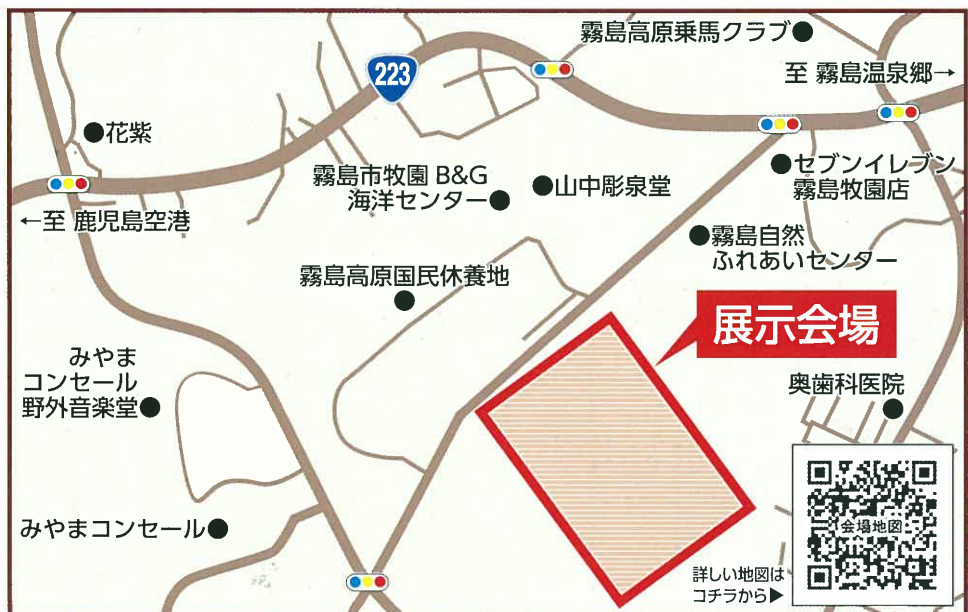 霧島高原乗馬クラブ
223
至 霧島温泉郷→
花紫
セブンイレブン
霧島牧園店
霧島市牧園 B&G
海洋センター
山中彫泉堂
←至 鹿児島空港
霧島自然
ふれあいセンター
霧島高原国民休養地
展示会場
みやま
コンセール
野外音楽堂
奥歯科医院
みやまコンセール
会場地図
詳しい地図は
コチラから▶